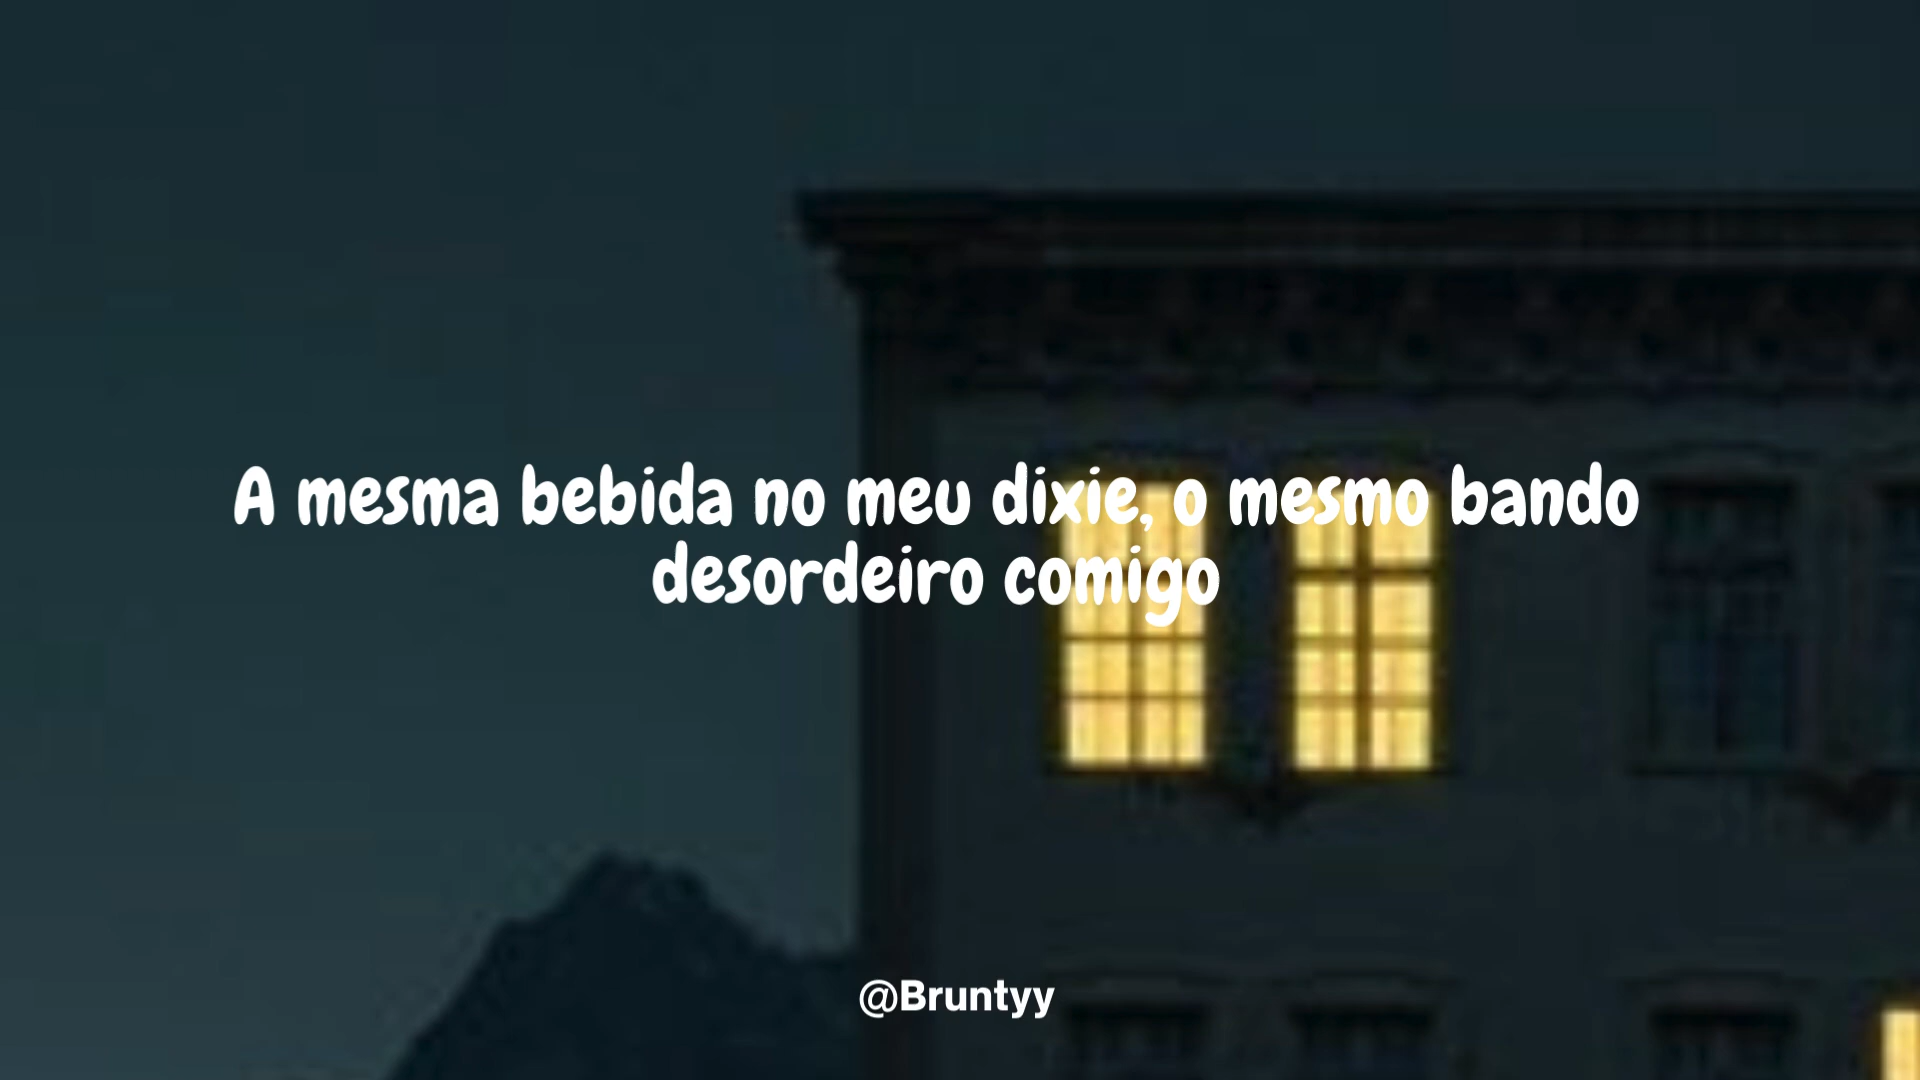 A mesma bebida no meu dixie, o mesmo bando
desordeiro comigo
@Bruntyy